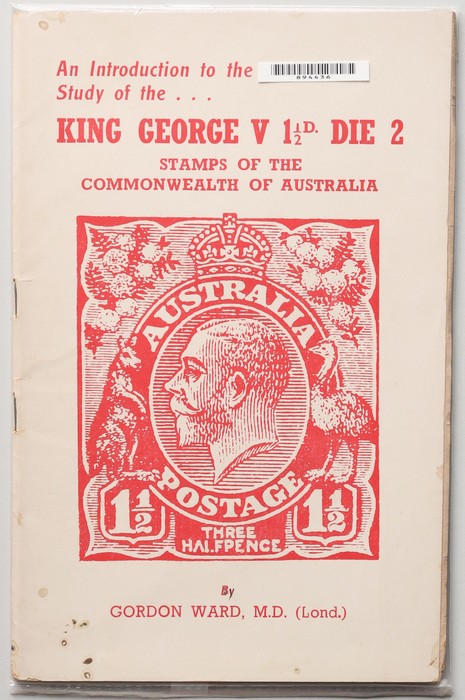 An Introduction to the
894436
Study of the . . .
KING GEORGE V 1½D. DIE 2
STAMPS OF THE
COMMONWEALTH OF AUSTRALIA
AUSTRALIA
POSTAGE
1½ 1½
THREE
HALFPENCE
By
GORDON WARD, M.D. (Lond.)